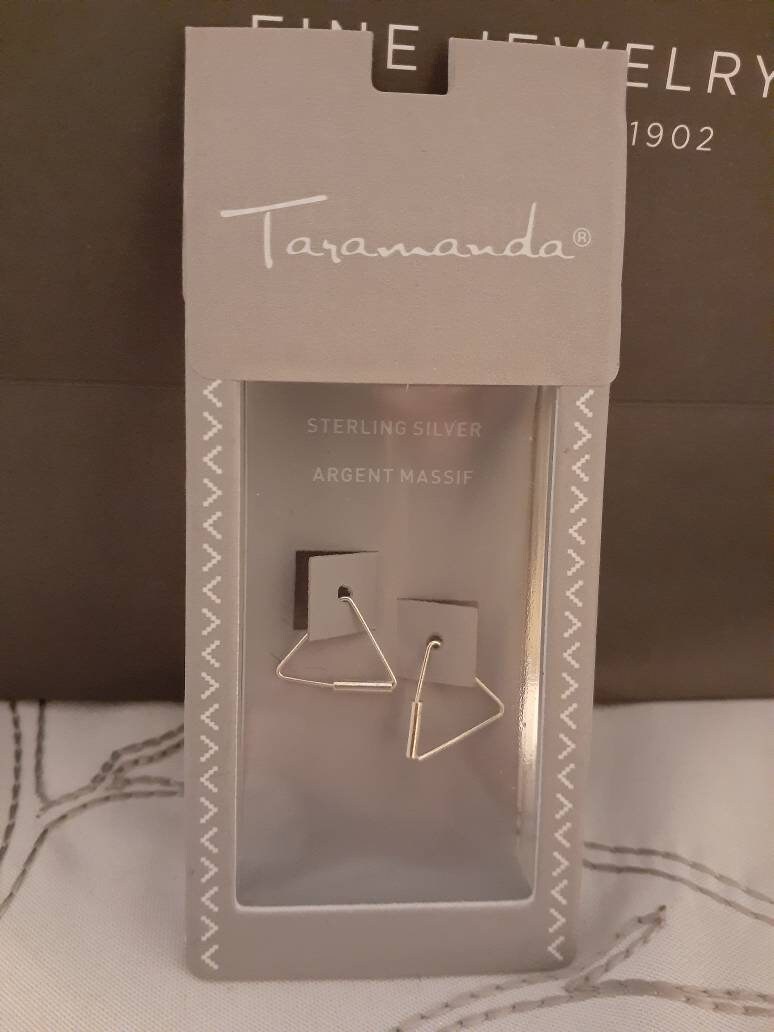 FINE JEWELRY
1902
Taramanda®
STERLING SILVER
ARGENT MASSIF